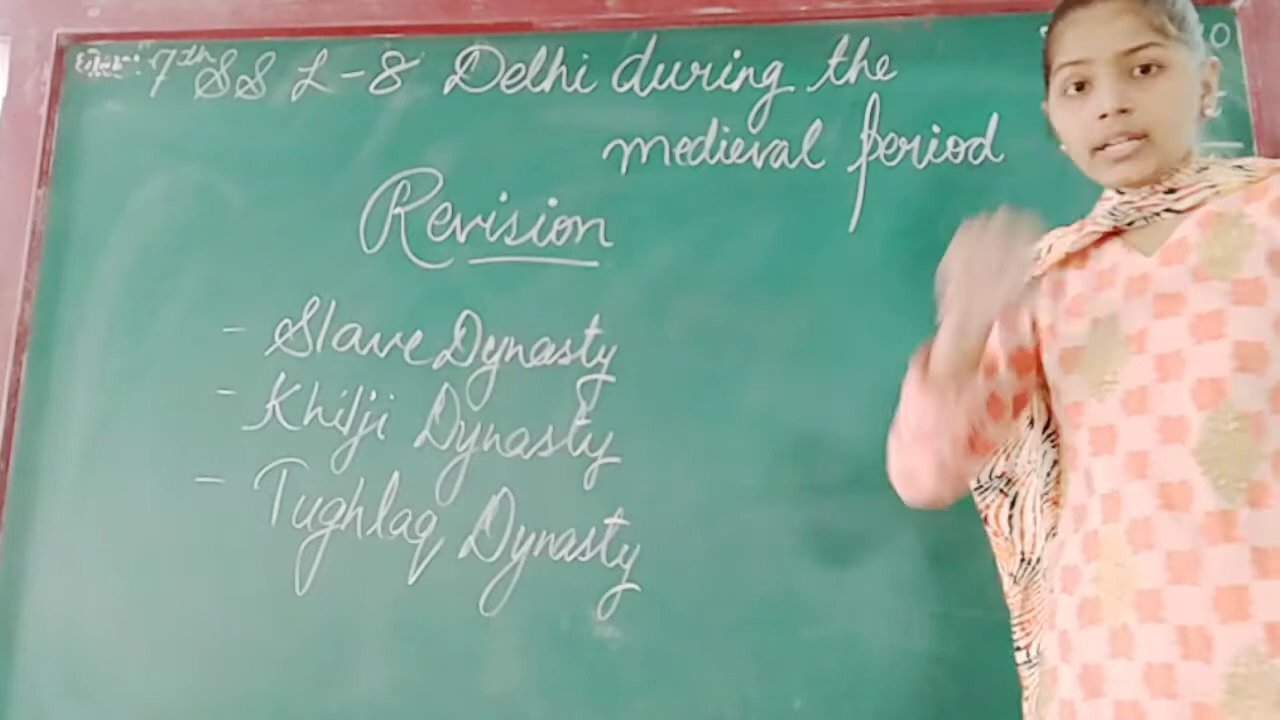 7th SS L-8 Delhi during the
medieval period
Revision
- Slave Dynasty
- Khilji Dynasty
- Tughlaq Dynasty